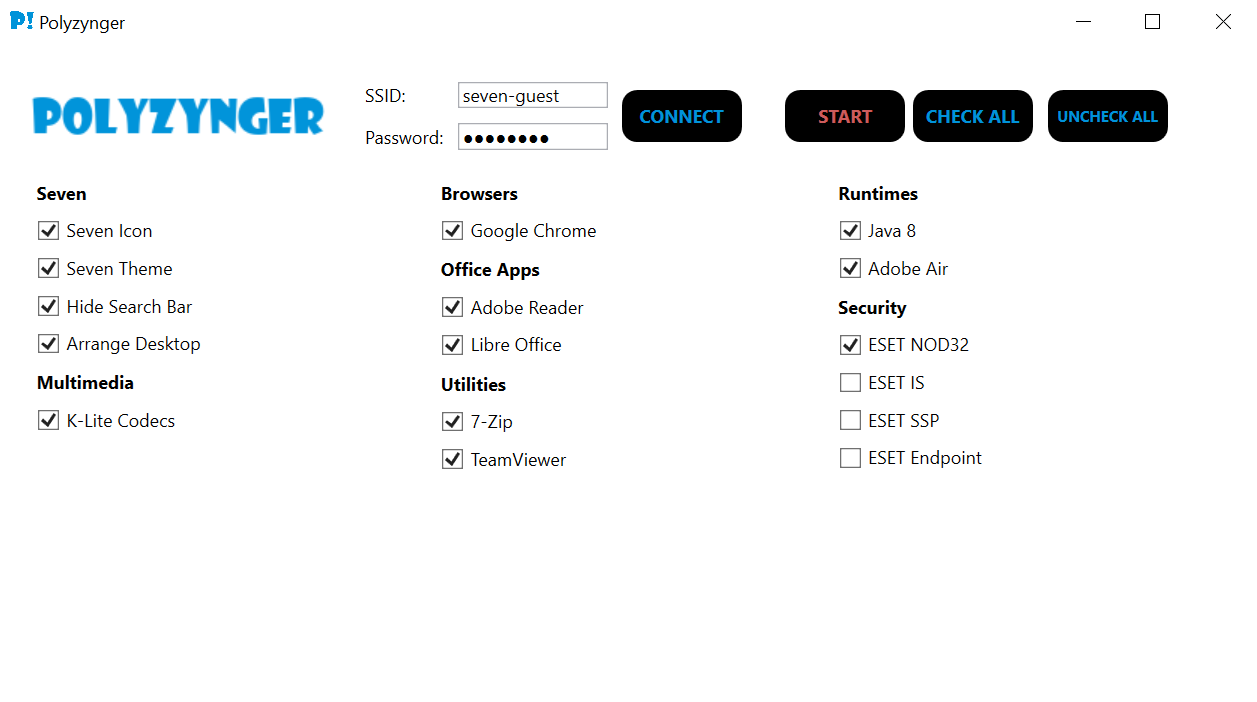 P! Polyzynger
POLYZYNGER
SSID:
seven-guest
Password:
●●●●●●●●
CONNECT
START
CHECK ALL
UNCHECK ALL
Seven
Seven Icon
Seven Theme
Hide Search Bar
Arrange Desktop
Multimedia
K-Lite Codecs
Browsers
Google Chrome
Office Apps
Adobe Reader
Libre Office
Utilities
7-Zip
TeamViewer
Runtimes
Java 8
Adobe Air
Security
ESET NOD32
ESET IS
ESET SSP
ESET Endpoint